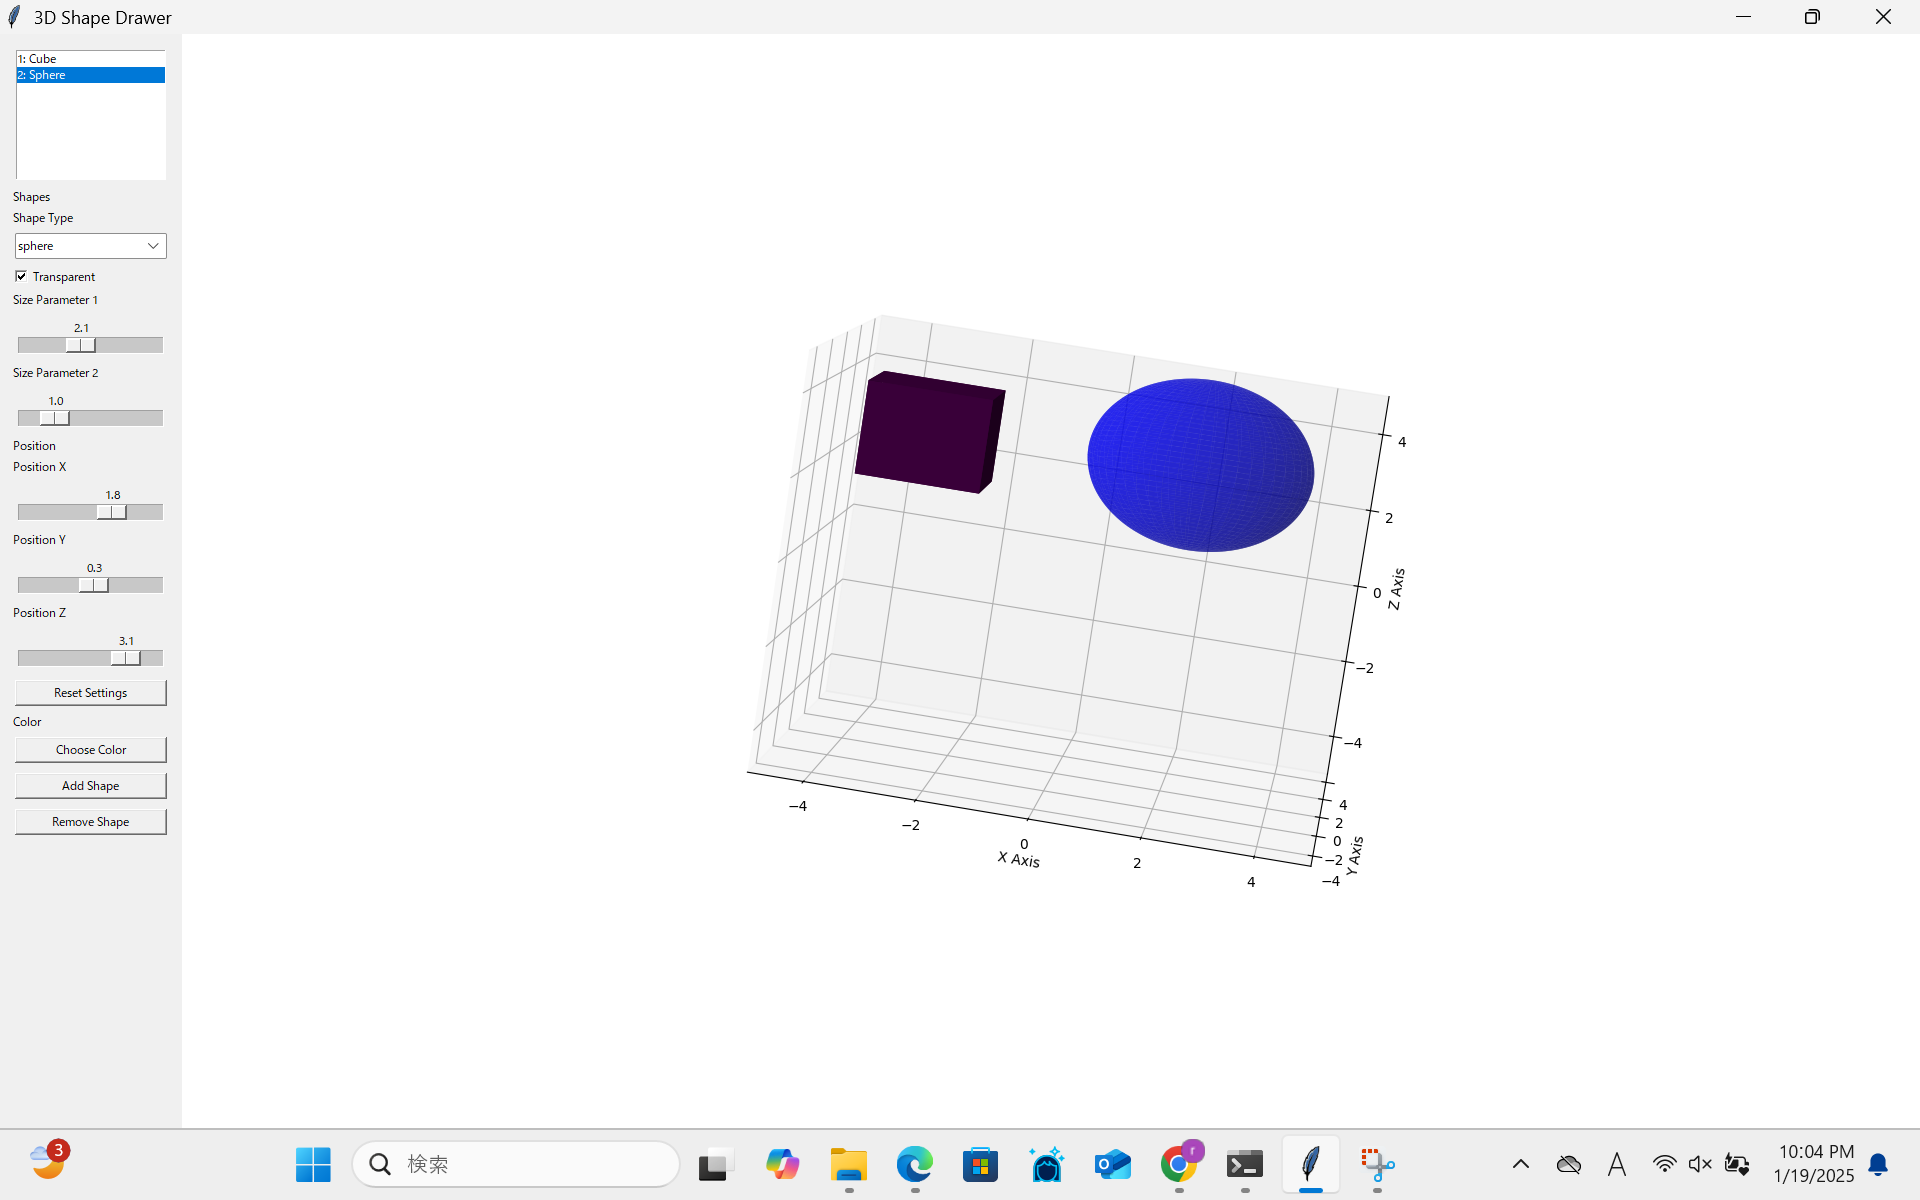 3D Shape Drawer
1: Cube
2: Sphere
Shapes
Shape Type
sphere
Transparent
Size Parameter 1
2.1
Size Parameter 2
1.0
Position
Position X
1.8
Position Y
0.3
Position Z
3.1
Reset Settings
Color
Choose Color
Add Shape
Remove Shape
4
2
0
−2
−4
Z Axis
−4
−2
0
2
4
X Axis
4
2
0
−2
−4
Y Axis
3
検索
r
A
10:04 PM
1/19/2025